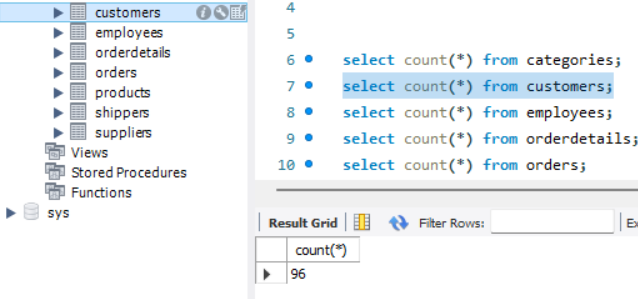 customers
employees
orderdetails
orders
products
shippers
suppliers
Views
Stored Procedures
Functions
sys
4
5
6 select count(*) from categories;
7 select count(*) from customers;
8 select count(*) from employees;
9 select count(*) from orderdetails;
10 select count(*) from orders;
Result Grid Filter Rows: Ex
count(*)
96